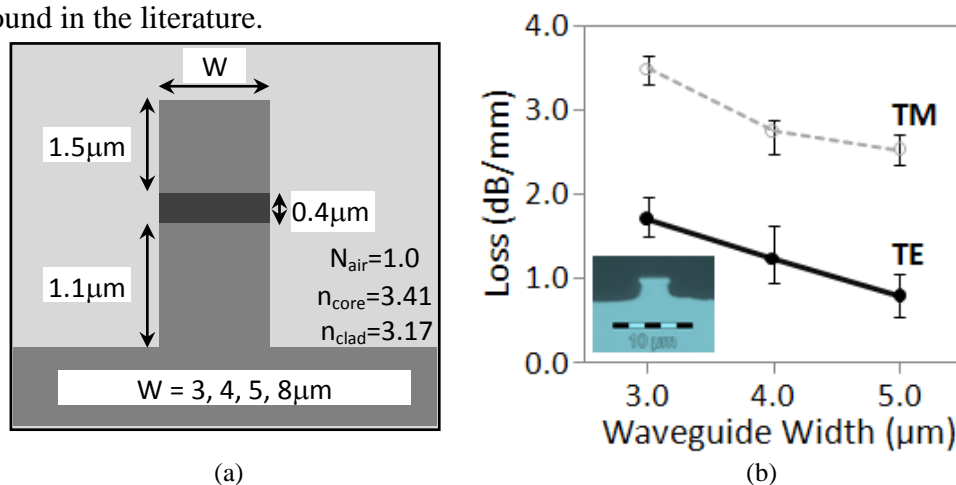 ound in the literature.
W
1.5μm
0.4μm
1.1μm
N_air=1.0
n_core=3.41
n_clad=3.17
W = 3, 4, 5, 8μm
(a)
4.0
3.0
2.0
1.0
0.0
Loss (dB/mm)
TM
TE
10 μm
3.0 4.0 5.0
Waveguide Width (μm)
(b)